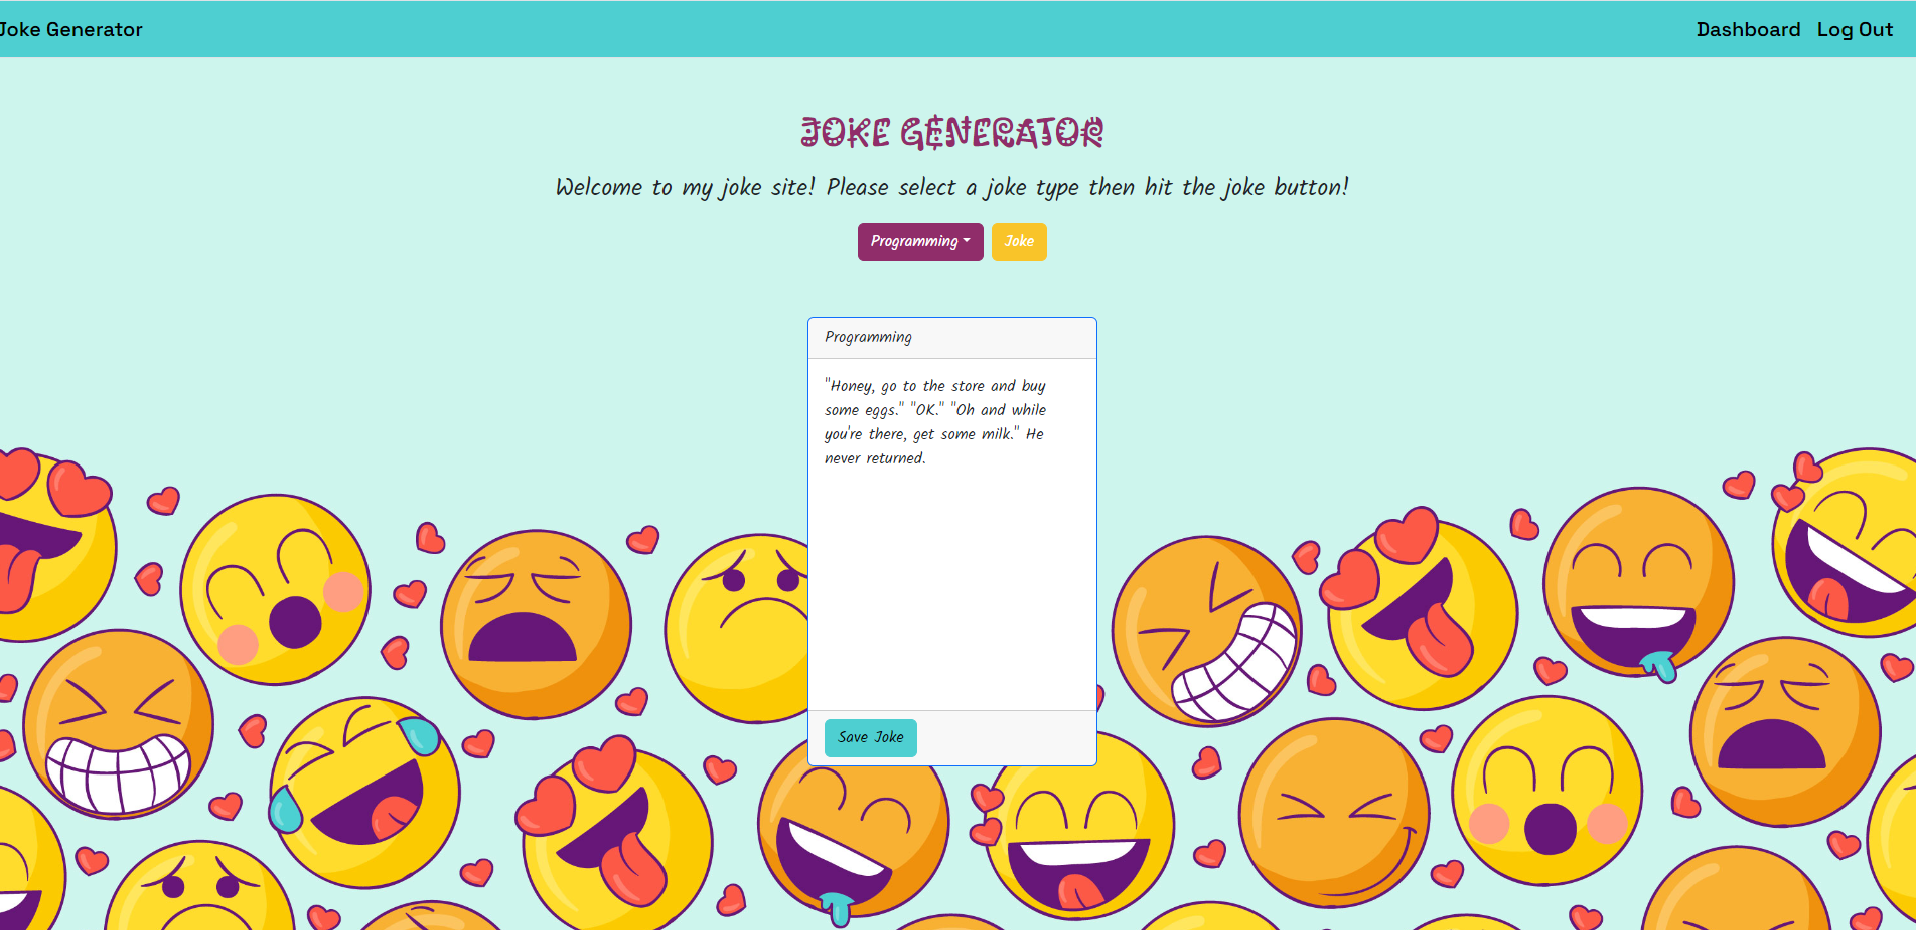 Joke Generator
Dashboard Log Out
JOKE GENERATOR
Welcome to my joke site! Please select a joke type then hit the joke button!
Programming Joke
Programming
"Honey, go to the store and buy
some eggs." "OK." "Oh and while
you're there, get some milk." He
never returned.
Save Joke